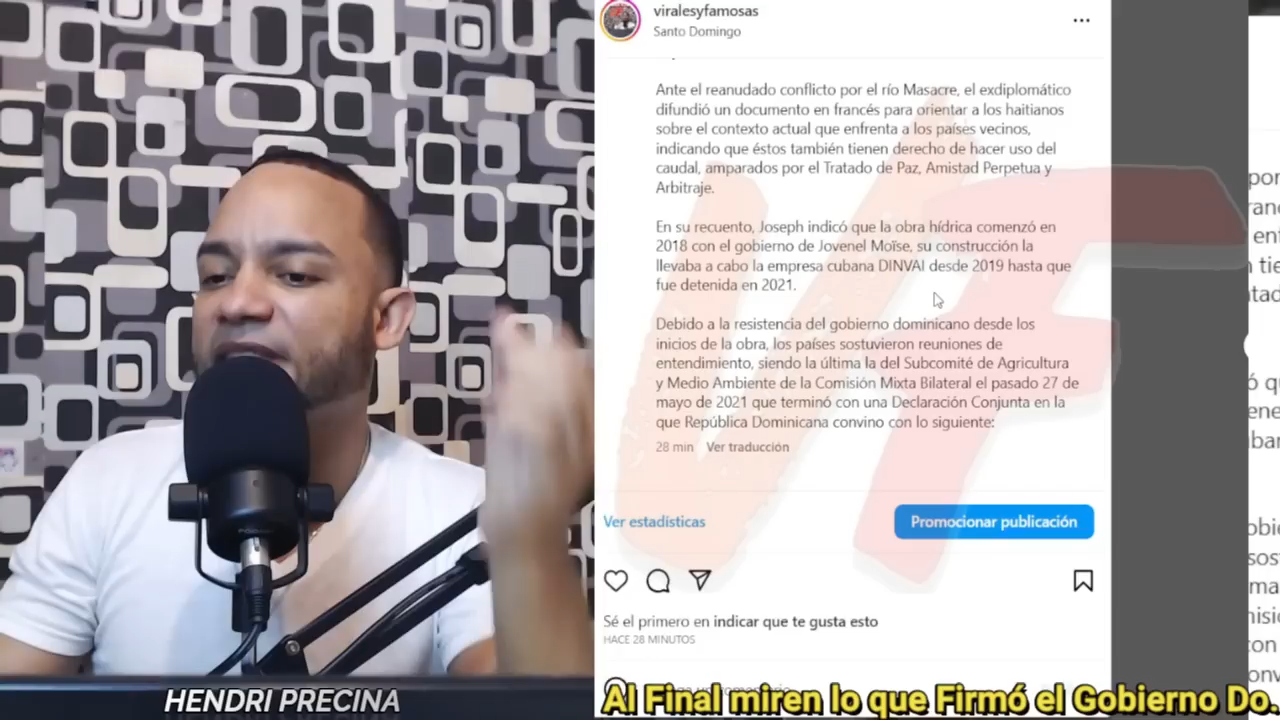 viralesyfamosas
Santo Domingo
Ante el reanudado conflicto por el río Masacre, el exdiplomático
difundió un documento en francés para orientar a los haitianos
sobre el contexto actual que enfrenta a los países vecinos,
indicando que éstos también tienen derecho de hacer uso del
caudal, amparados por el Tratado de Paz, Amistad Perpetua y
Arbitraje.
En su recuento, Joseph indicó que la obra hídrica comenzó en
2018 con el gobierno de Jovenel Moïse, su construcción la
llevaba a cabo la empresa cubana DINVAI desde 2019 hasta que
fue detenida en 2021.
Debido a la resistencia del gobierno dominicano desde los
inicios de la obra, los países sostuvieron reuniones de
entendimiento, siendo la última la del Subcomité de Agricultura
y Medio Ambiente de la Comisión Mixta Bilateral el pasado 27 de
mayo de 2021 que terminó con una Declaración Conjunta en la
que República Dominicana convino con lo siguiente:
28 min Ver traducción
Ver estadísticas
Promocionar publicación
Sé el primero en indicar que te gusta esto
HACE 28 MINUTOS
VF
HENDRI PRECINA
Al Final miren lo que Firmó el Gobierno Do.